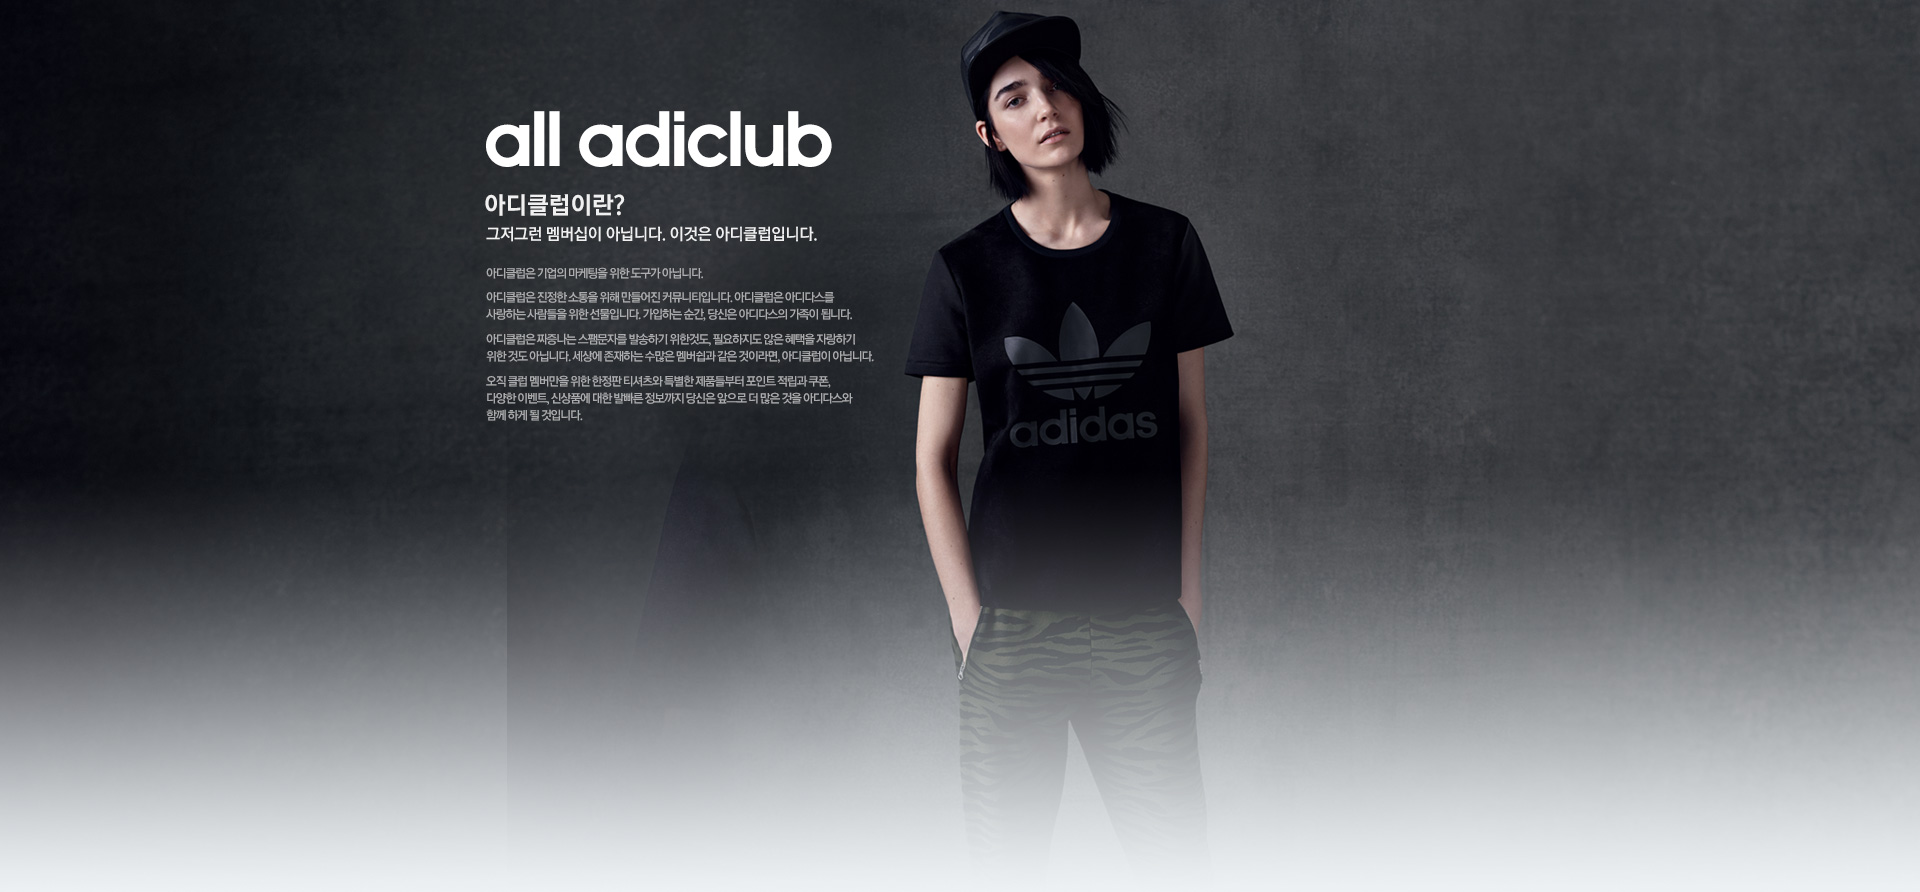 all adiclub
아디클럽이란?
그저그런 멤버십이 아닙니다. 이것은 아디클럽입니다.
아디클럽은 기업의 마케팅을 위한 도구가 아닙니다.
아디클럽은 진정한 소통을 위해 만들어진 커뮤니티입니다. 아디클럽은 아디다스를
사랑하는 사람들을 위한 선물입니다. 가입하는 순간, 당신은 아디다스의 가족이 됩니다.
아디클럽은 짜증나는 스팸문자를 발송하기 위한것도, 필요하지도 않은 혜택을 자랑하기
위한 것도 아닙니다. 세상에 존재하는 수많은 멤버쉽과 같은 것이라면, 아디클럽이 아닙니다.
오직 클럽 멤버만을 위한 한정판 티셔츠와 특별한 제품들부터 포인트 적립과 쿠폰,
다양한 이벤트, 신상품에 대한 발빠른 정보까지 당신은 앞으로 더 많은 것을 아디다스와
함께 하게 될 것입니다.
adidas